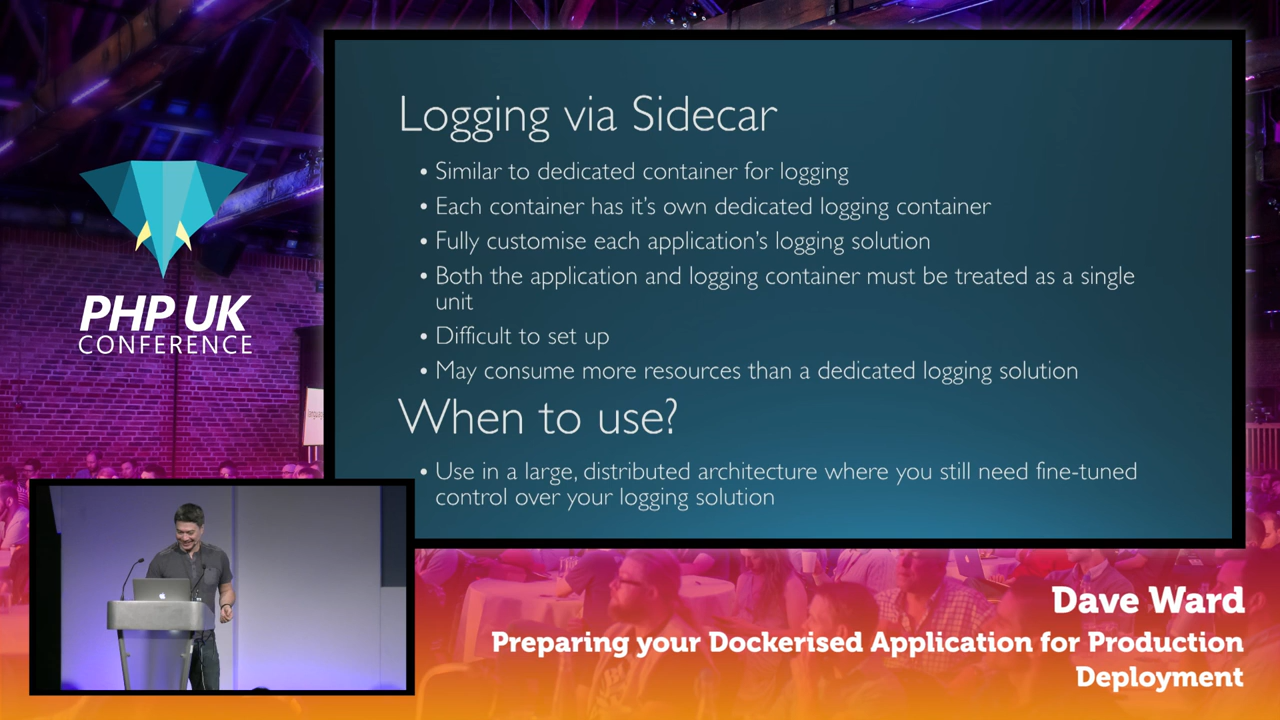 Logging via Sidecar
• Similar to dedicated container for logging
• Each container has it's own dedicated logging container
• Fully customise each application's logging solution
• Both the application and logging container must be treated as a single
unit
• Difficult to set up
• May consume more resources than a dedicated logging solution
When to use?
• Use in a large, distributed architecture where you still need fine-tuned
control over your logging solution
PHP UK
CONFERENCE
Dave Ward
Preparing your Dockerised Application for Production
Deployment